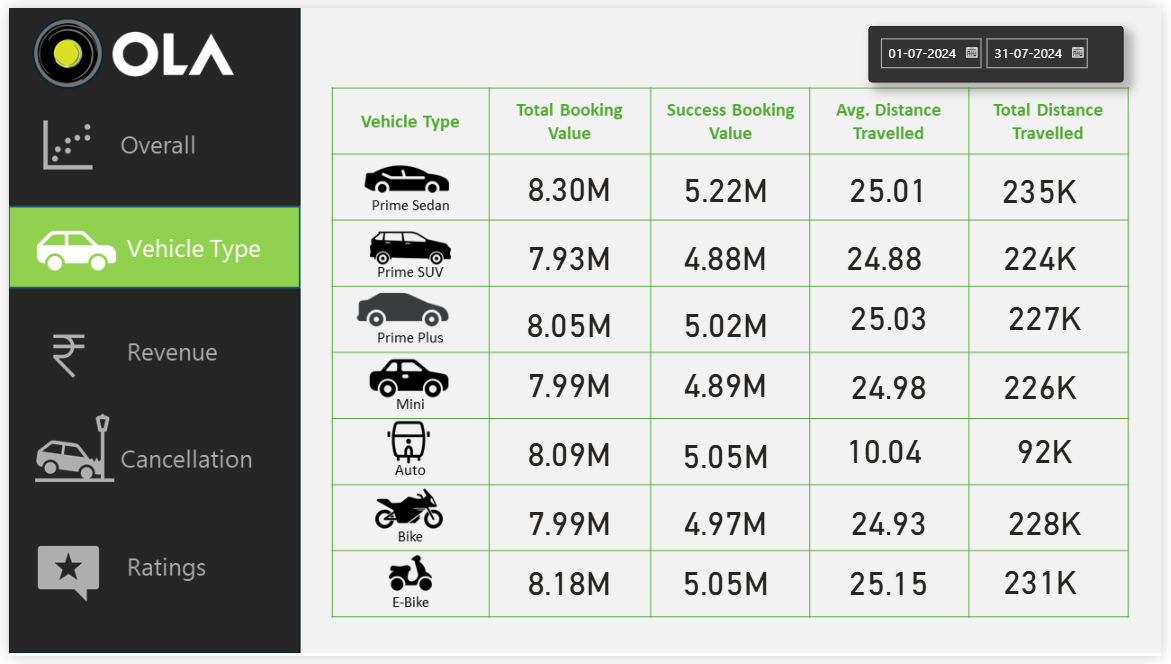 OLA
01-07-2024 31-07-2024
Overall
Vehicle Type
Revenue
Cancellation
Ratings
Vehicle Type Total Booking Value Success Booking Value Avg. Distance Travelled Total Distance Travelled
Prime Sedan 8.30M 5.22M 25.01 235K
Prime SUV 7.93M 4.88M 24.88 224K
Prime Plus 8.05M 5.02M 25.03 227K
Mini 7.99M 4.89M 24.98 226K
Auto 8.09M 5.05M 10.04 92K
Bike 7.99M 4.97M 24.93 228K
E-Bike 8.18M 5.05M 25.15 231K